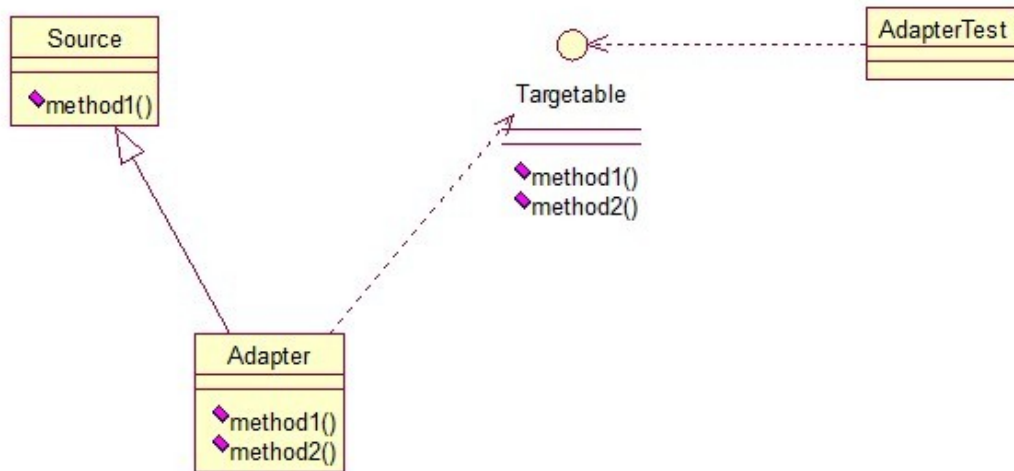 Source
method1()
Targetable
method1()
method2()
AdapterTest
Adapter
method1()
method2()